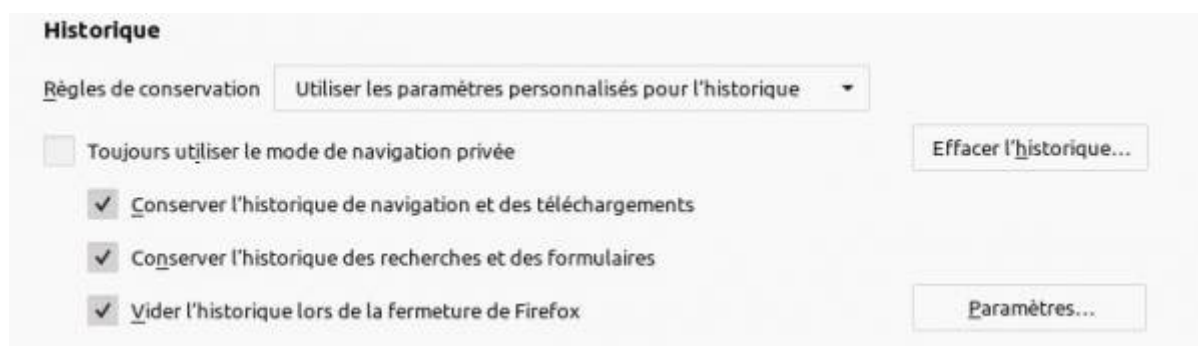 Historique
Règles de conservation Utiliser les paramètres personnalisés pour l'historique
Toujours utiliser le mode de navigation privée Effacer l'historique...
Conserver l'historique de navigation et des téléchargements
Conserver l'historique des recherches et des formulaires
Vider l'historique lors de la fermeture de Firefox Paramètres...